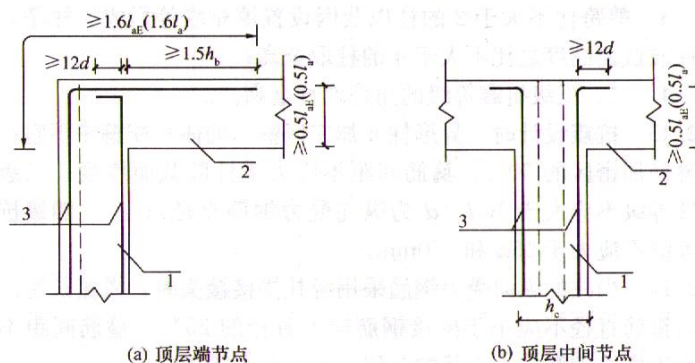 ≥1.6l_aE(1.6l_a)
≥12d
≥1.5h_b
≥0.5l_aE(0.5l_a)
2
3
1
(a) 顶层端节点
≥12d
≥0.5l_aE(0.5l_a)
2
3
1
h_c
(b) 顶层中间节点